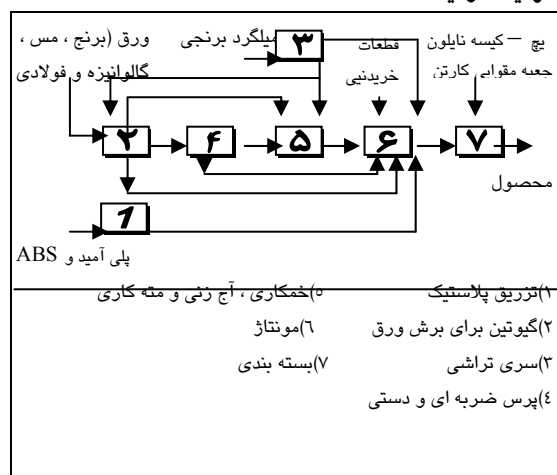 ورق (برنج ، مس ،
گالوانیزه و فولادی
میلگرد برنجی
قطعات
خریدنی
پچ – کیسه نایلون
جعبه مقوایی کارتن
۳
۲
۴
۵
۶
۷
محصول
1
پلی آمید و ABS
۱)تزریق پلاستیک
۵)خمکاری ، آج زنی و مته کاری
۲)گیوتین برای برش ورق
۶)مونتاژ
۳)سری تراشی
۷)بسته بندی
۴)پرس ضربه ای و دستی